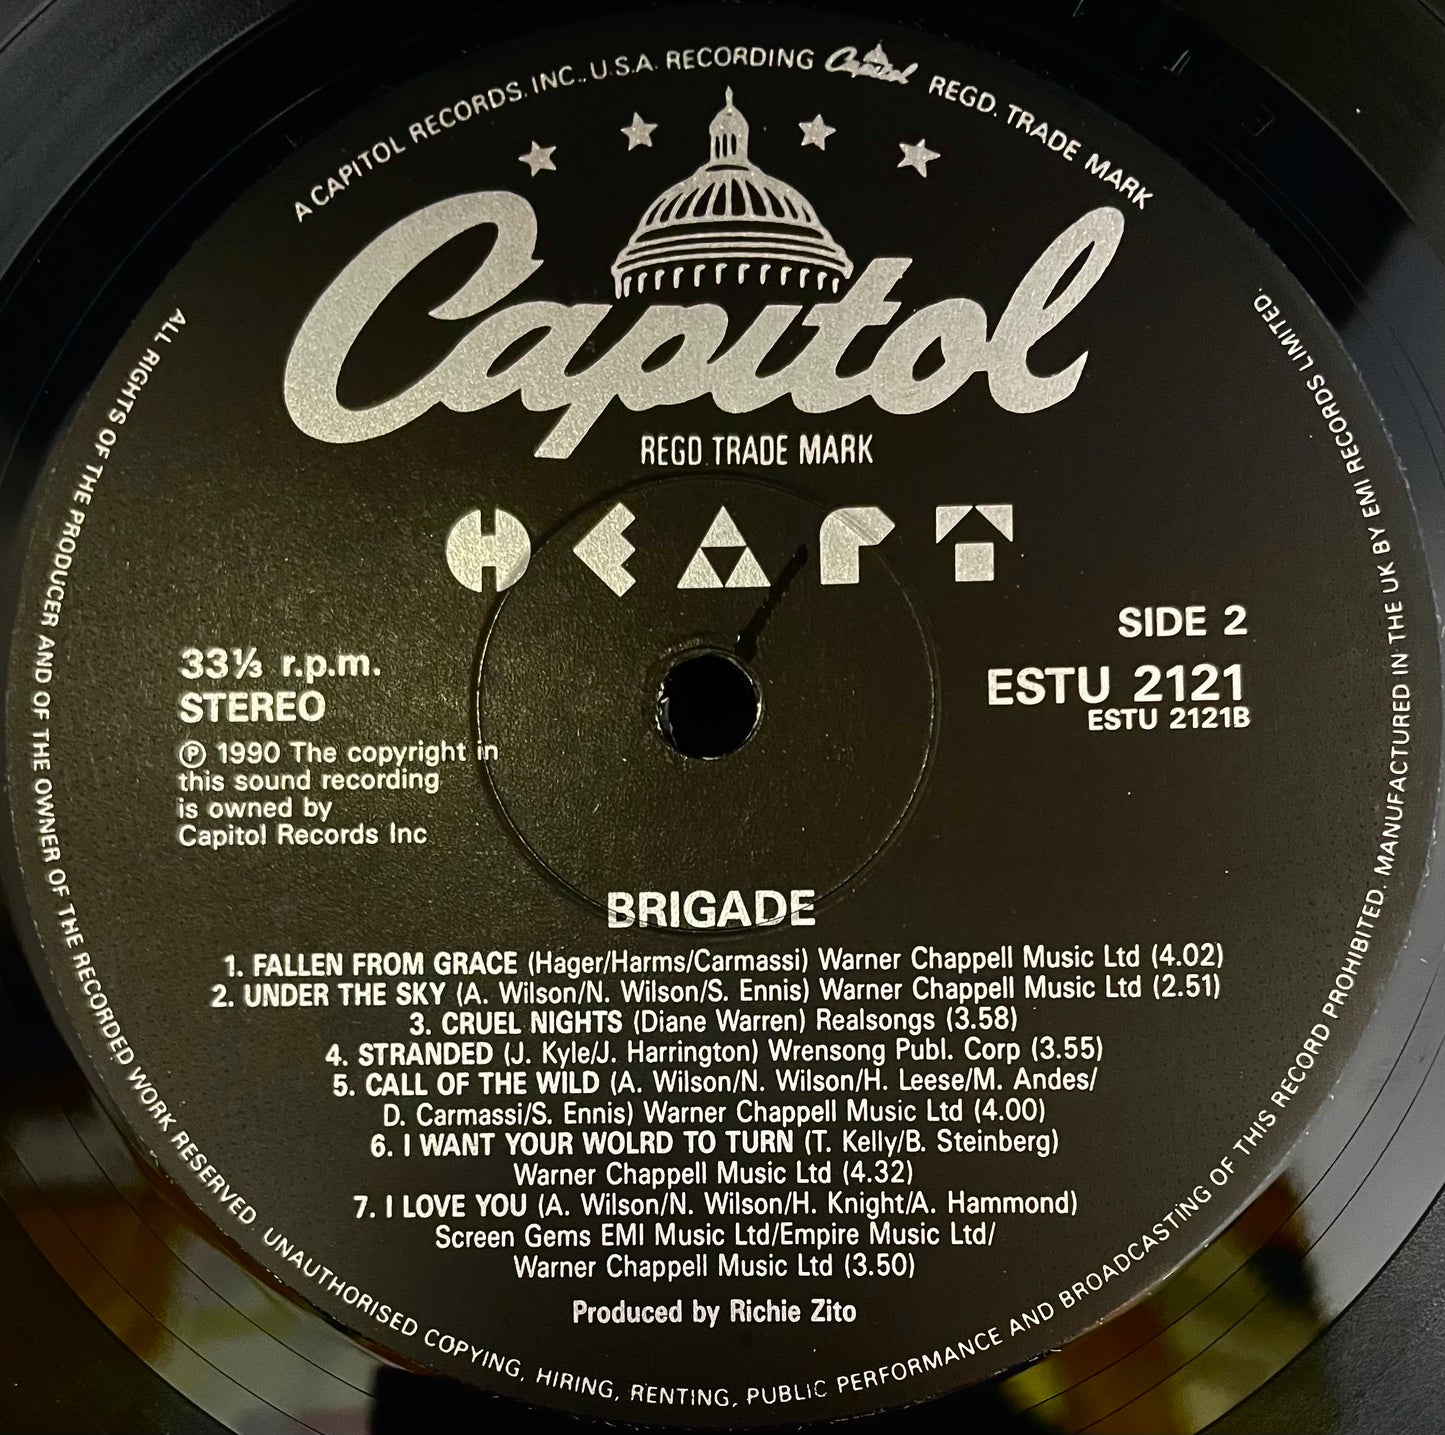 A CAPITOL RECORDS. INC., U.S.A. RECORDING Capitol REGD. TRADE MARK
Capitol
REGD. TRADE MARK
HEART
SIDE 2
33⅓ r.p.m.
ESTU 2121
STEREO
ESTU 2121B
℗ 1990 The copyright in
this sound recording
is owned by
Capitol Records Inc
BRIGADE
1. FALLEN FROM GRACE (Hager/Harms/Carmassi) Warner Chappell Music Ltd (4.02)
2. UNDER THE SKY (A. Wilson/N. Wilson/S. Ennis) Warner Chappell Music Ltd (2.51)
3. CRUEL NIGHTS (Diane Warren) Realsongs (3.58)
4. STRANDED (J. Kyle/J. Harrington) Wrensong Publ. Corp (3.55)
5. CALL OF THE WILD (A. Wilson/N. Wilson/H. Leese/M. Andes/
D. Carmassi/S. Ennis) Warner Chappell Music Ltd (4.00)
6. I WANT YOUR WOLRD TO TURN (T. Kelly/B. Steinberg)
Warner Chappell Music Ltd (4.32)
7. I LOVE YOU (A. Wilson/N. Wilson/H. Knight/A. Hammond)
Screen Gems EMI Music Ltd/Empire Music Ltd/
Warner Chappell Music Ltd (3.50)
Produced by Richie Zito
ALL RIGHTS OF THE PRODUCER AND OF THE OWNER OF THE RECORDED WORK RESERVED. UNAUTHORISED COPYING, HIRING, RENTING, PUBLIC PERFORMANCE AND BROADCASTING OF THIS RECORD PROHIBITED. MANUFACTURED IN THE UK BY EMI RECORDS LIMITED.